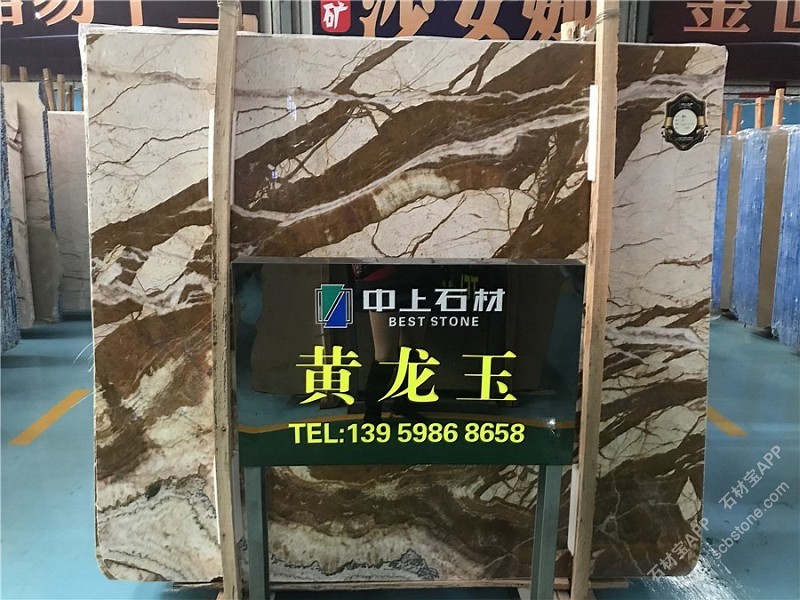 矿
中上石材
BEST STONE
黄龙玉
TEL:139 5986 8658
石材宝APP
石材宝APP
scbstone.com